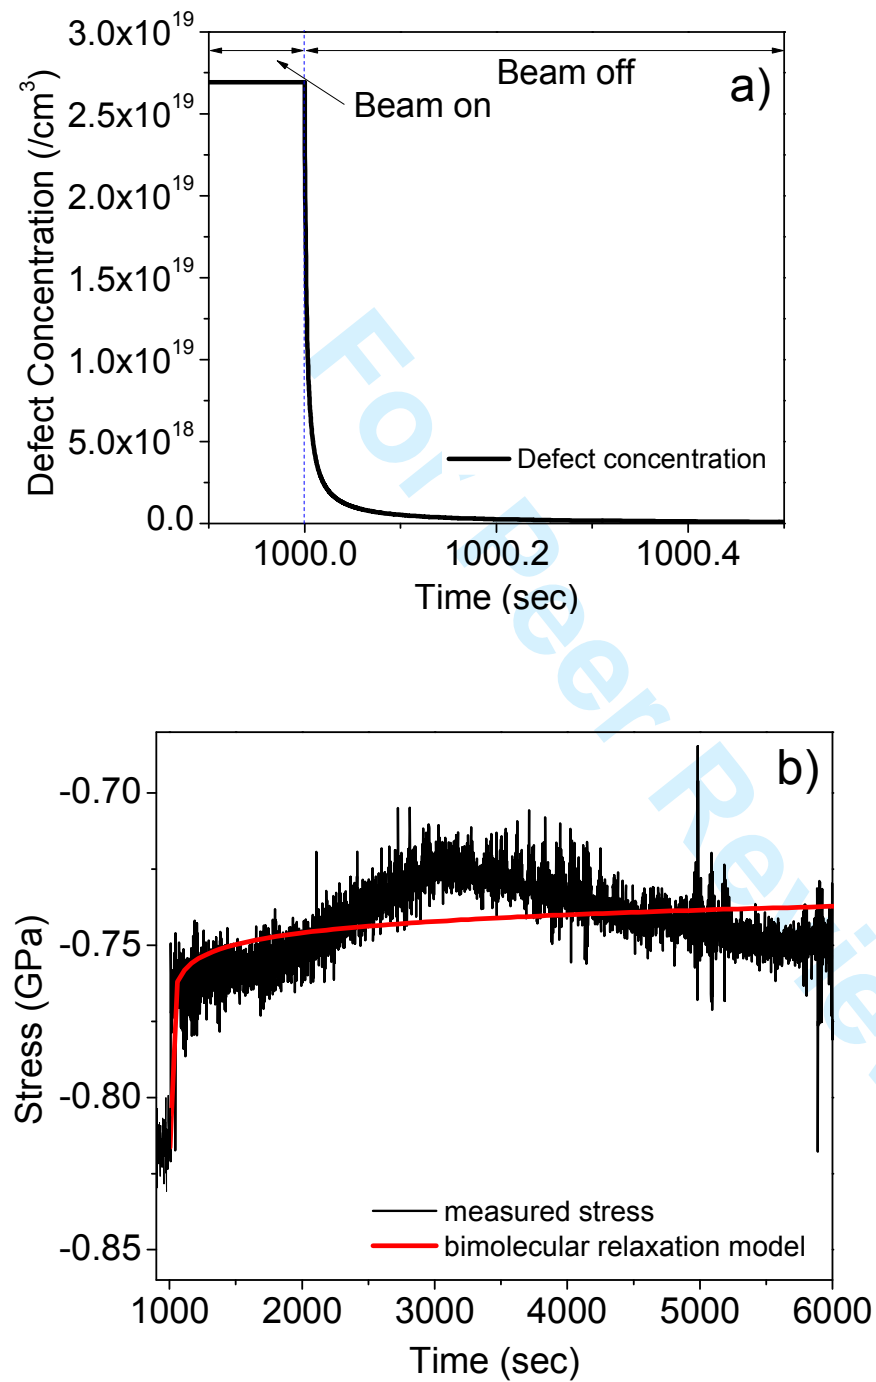 3.0x10^19
2.5x10^19
2.0x10^19
1.5x10^19
1.0x10^19
5.0x10^18
0.0
Defect Concentration (/cm^3)
Beam off
Beam on
a)
Defect concentration
1000.0 1000.2 1000.4
Time (sec)
For Peer Review
-0.70
-0.75
-0.80
-0.85
Stress (GPa)
b)
measured stress
bimolecular relaxation model
1000 2000 3000 4000 5000 6000
Time (sec)